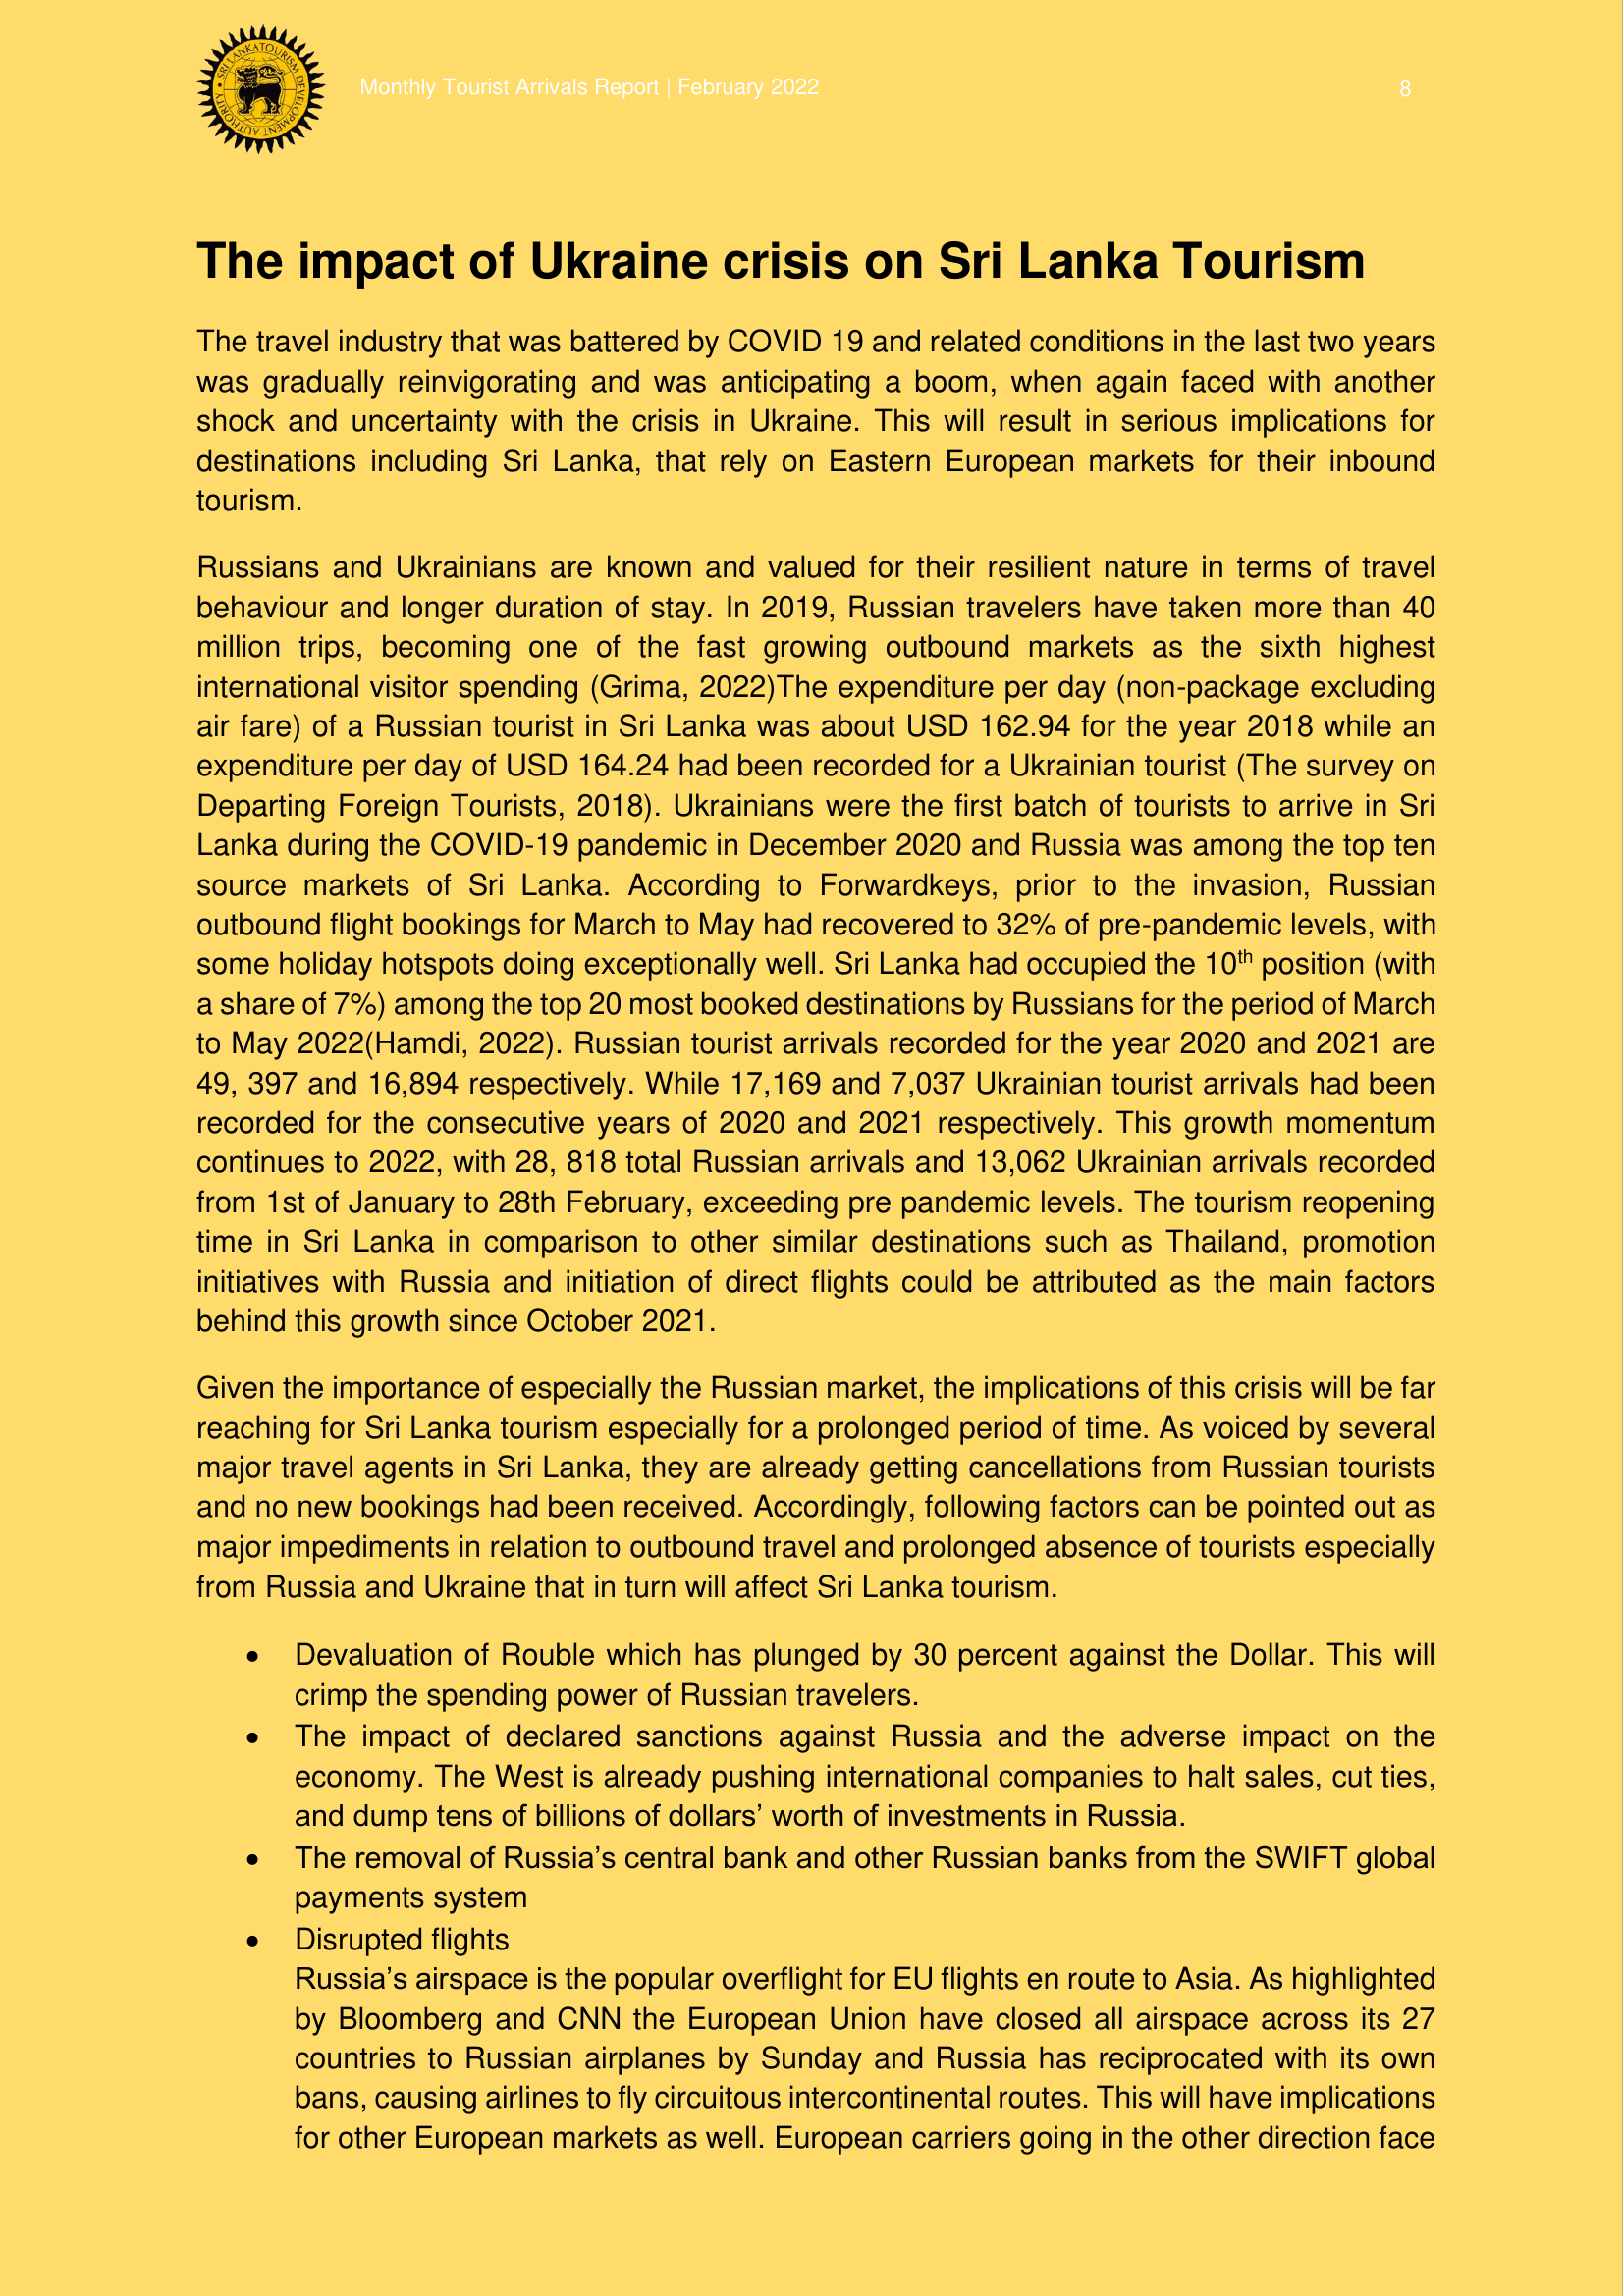 SRI LANKA TOURISM DEVELOPMENT AUTHORITY
Monthly Tourist Arrivals Report | February 2022
8
The impact of Ukraine crisis on Sri Lanka Tourism
The travel industry that was battered by COVID 19 and related conditions in the last two years
was gradually reinvigorating and was anticipating a boom, when again faced with another
shock and uncertainty with the crisis in Ukraine. This will result in serious implications for
destinations including Sri Lanka, that rely on Eastern European markets for their inbound
tourism.
Russians and Ukrainians are known and valued for their resilient nature in terms of travel
behaviour and longer duration of stay. In 2019, Russian travelers have taken more than 40
million trips, becoming one of the fast growing outbound markets as the sixth highest
international visitor spending (Grima, 2022)The expenditure per day (non-package excluding
air fare) of a Russian tourist in Sri Lanka was about USD 162.94 for the year 2018 while an
expenditure per day of USD 164.24 had been recorded for a Ukrainian tourist (The survey on
Departing Foreign Tourists, 2018). Ukrainians were the first batch of tourists to arrive in Sri
Lanka during the COVID-19 pandemic in December 2020 and Russia was among the top ten
source markets of Sri Lanka. According to Forwardkeys, prior to the invasion, Russian
outbound flight bookings for March to May had recovered to 32% of pre-pandemic levels, with
some holiday hotspots doing exceptionally well. Sri Lanka had occupied the 10th position (with
a share of 7%) among the top 20 most booked destinations by Russians for the period of March
to May 2022(Hamdi, 2022). Russian tourist arrivals recorded for the year 2020 and 2021 are
49, 397 and 16,894 respectively. While 17,169 and 7,037 Ukrainian tourist arrivals had been
recorded for the consecutive years of 2020 and 2021 respectively. This growth momentum
continues to 2022, with 28, 818 total Russian arrivals and 13,062 Ukrainian arrivals recorded
from 1st of January to 28th February, exceeding pre pandemic levels. The tourism reopening
time in Sri Lanka in comparison to other similar destinations such as Thailand, promotion
initiatives with Russia and initiation of direct flights could be attributed as the main factors
behind this growth since October 2021.
Given the importance of especially the Russian market, the implications of this crisis will be far
reaching for Sri Lanka tourism especially for a prolonged period of time. As voiced by several
major travel agents in Sri Lanka, they are already getting cancellations from Russian tourists
and no new bookings had been received. Accordingly, following factors can be pointed out as
major impediments in relation to outbound travel and prolonged absence of tourists especially
from Russia and Ukraine that in turn will affect Sri Lanka tourism.
• Devaluation of Rouble which has plunged by 30 percent against the Dollar. This will
crimp the spending power of Russian travelers.
• The impact of declared sanctions against Russia and the adverse impact on the
economy. The West is already pushing international companies to halt sales, cut ties,
and dump tens of billions of dollars’ worth of investments in Russia.
• The removal of Russia’s central bank and other Russian banks from the SWIFT global
payments system
• Disrupted flights
Russia’s airspace is the popular overflight for EU flights en route to Asia. As highlighted
by Bloomberg and CNN the European Union have closed all airspace across its 27
countries to Russian airplanes by Sunday and Russia has reciprocated with its own
bans, causing airlines to fly circuitous intercontinental routes. This will have implications
for other European markets as well. European carriers going in the other direction face